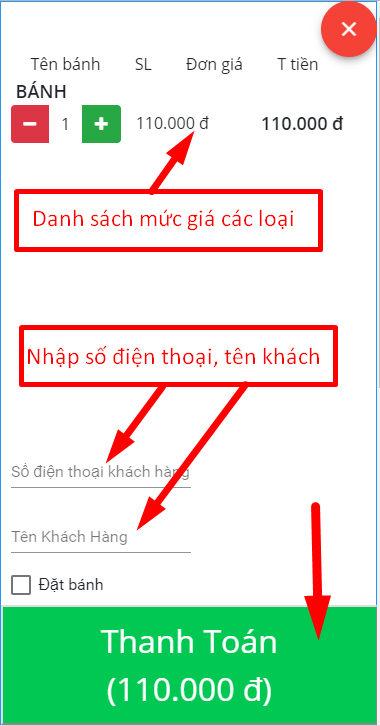 Tên bánh SL Đơn giá T tiền
BÁNH
1 110.000 đ 110.000 đ
Danh sách mức giá các loại
Nhập số điện thoại, tên khách
Số điện thoại khách hàng
Tên Khách Hàng
Đặt bánh
Thanh Toán
(110.000 đ)